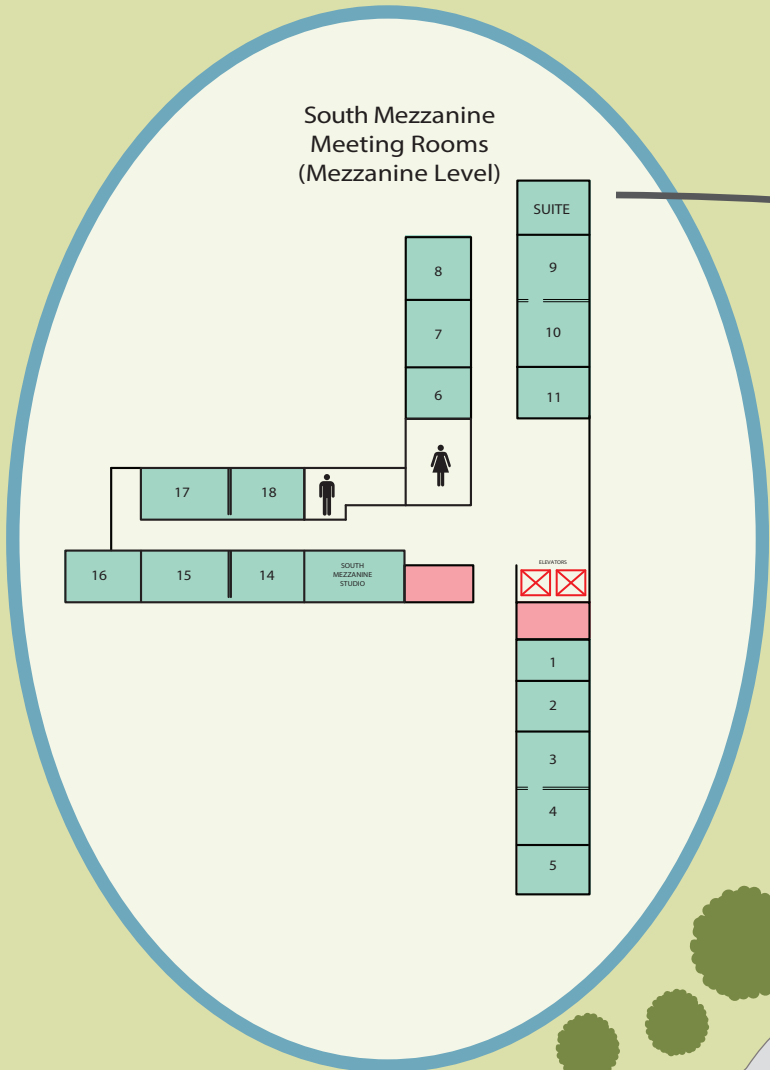 South Mezzanine
Meeting Rooms
(Mezzanine Level)
SUITE
9
10
11
8
7
6
17
18
16
15
14
SOUTH
MEZZANINE
STUDIO
ELEVATORS
1
2
3
4
5